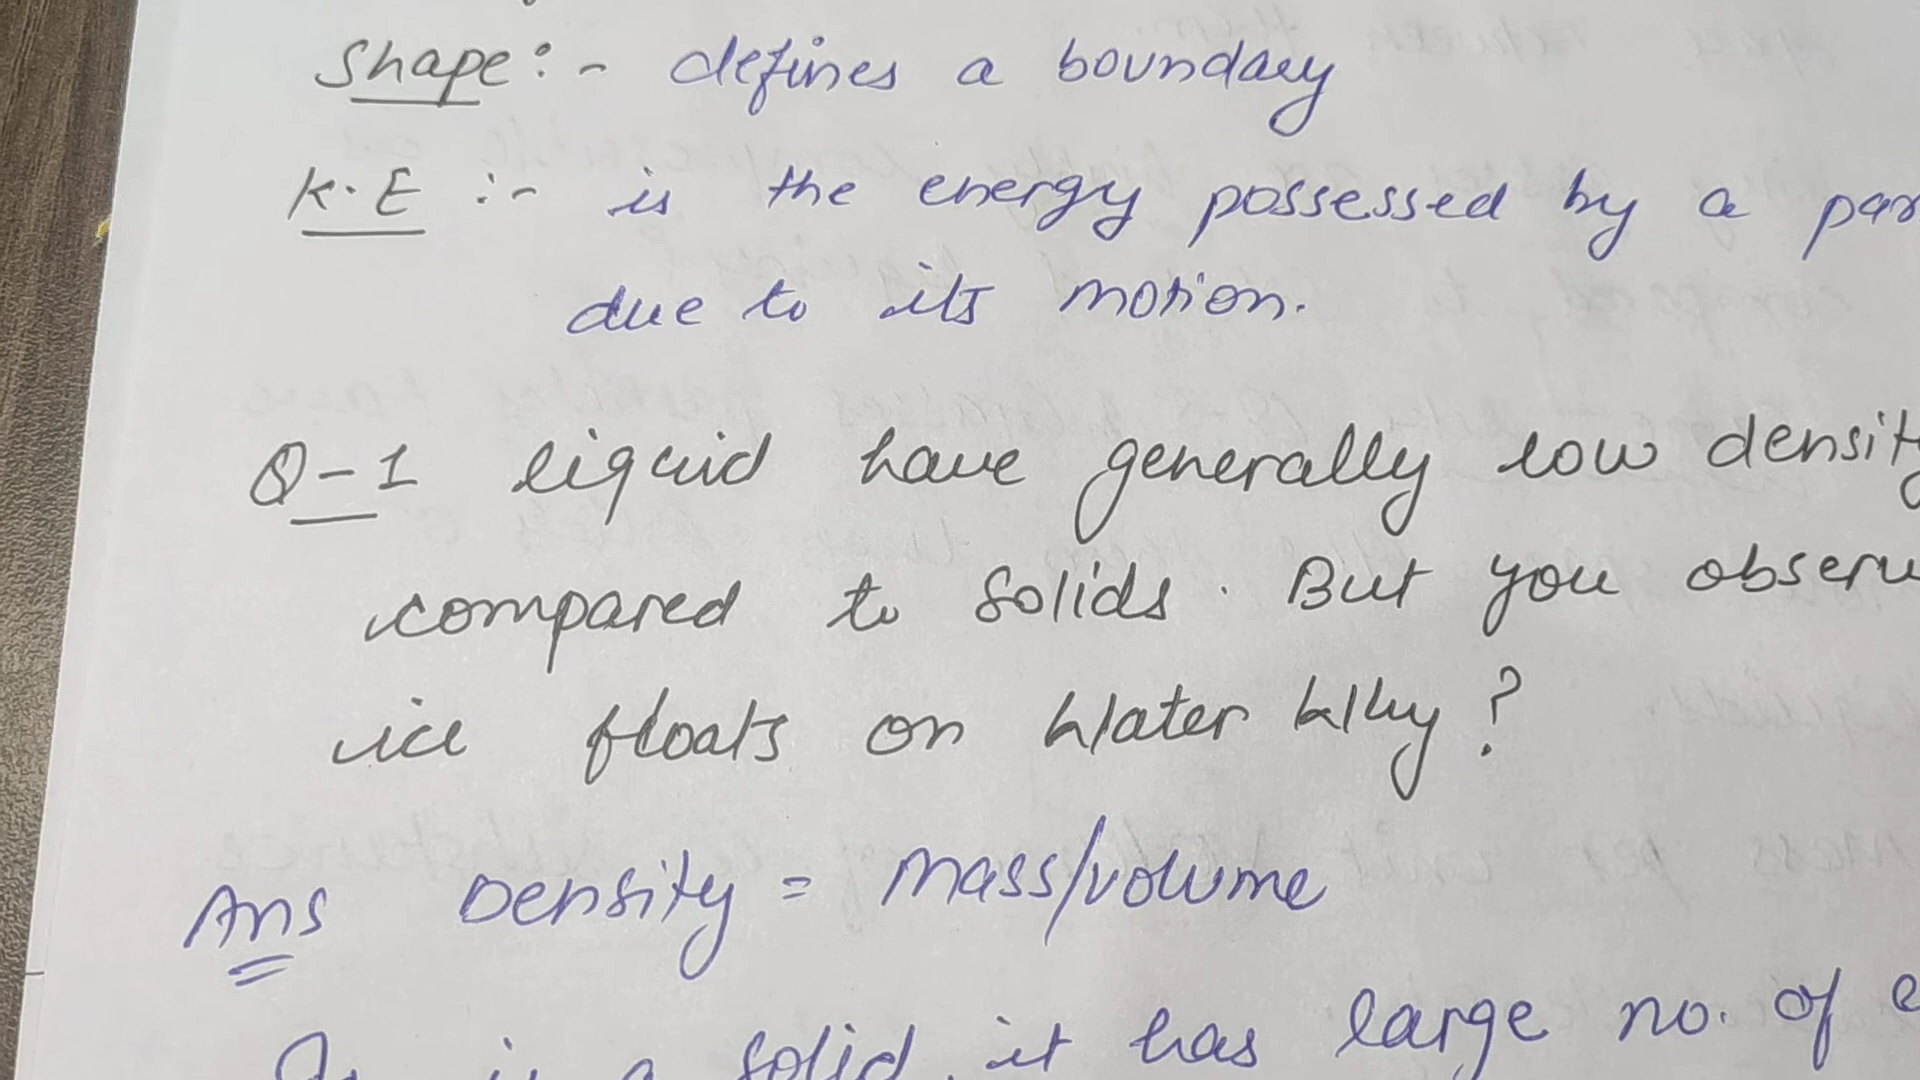 Shape :- defines a boundary
K.E :- is the energy possessed by a par
due to its motion.
Q-1 liquid have generally low density
compared to solids. But you observ
ice floats on Water Why?
Ans Density = Mass/volume
is a solid, it has large no. of